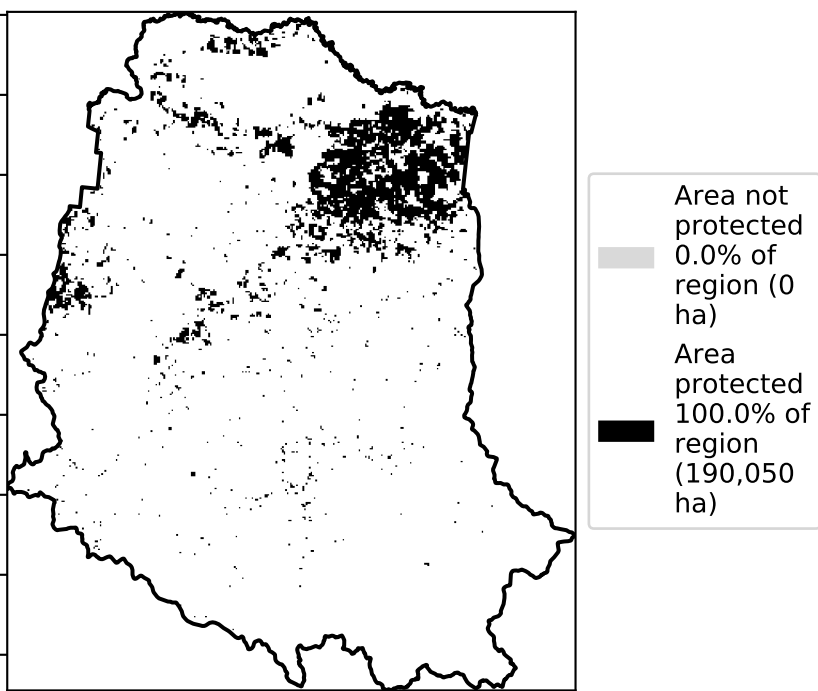 Area not
protected
0.0% of
region (0
ha)
Area
protected
100.0% of
region
(190,050
ha)